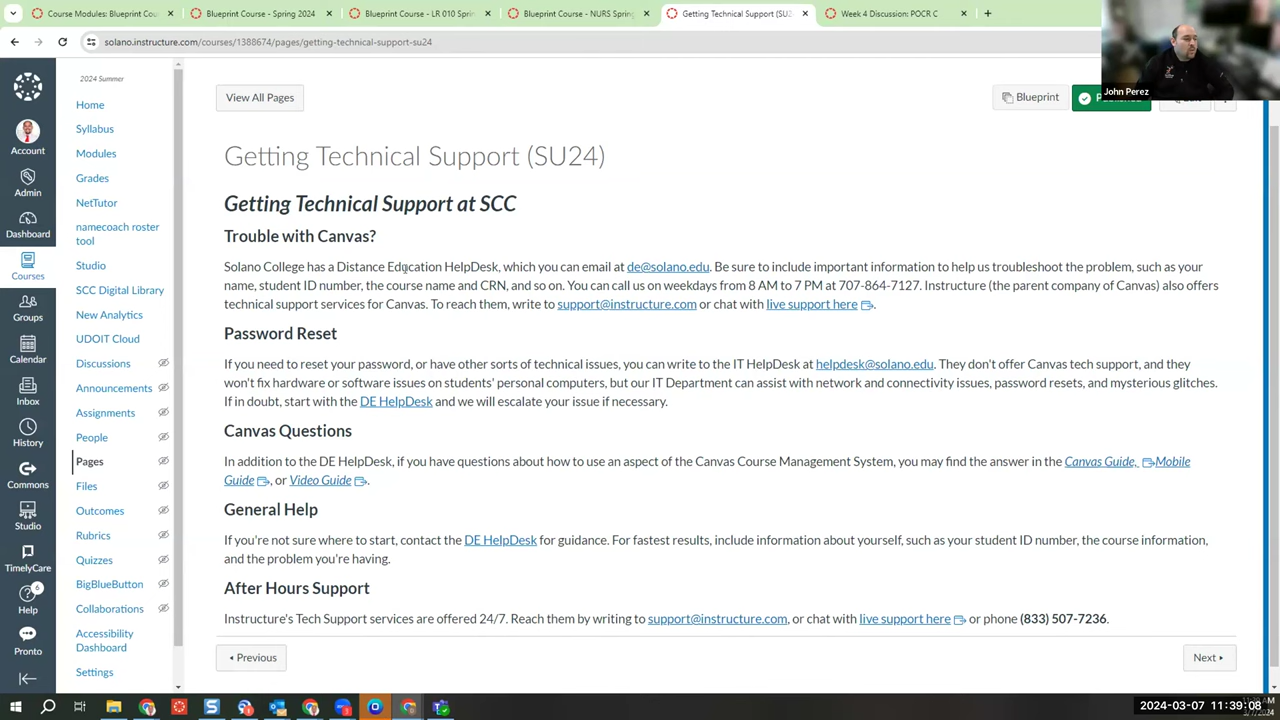 Course Modules: Blueprint Cou
Blueprint Course - Spring 2024
Blueprint Course - LR 010 Sprin
Blueprint Course - NURS Spring
Getting Technical Support (SU2
Week 4 Discussion: POCR C
solano.instructure.com/courses/1388674/pages/getting-technical-support-su24
John Perez
2024 Summer
Home
Syllabus
Modules
Grades
NetTutor
namecoach roster
tool
Studio
SCC Digital Library
New Analytics
UDOIT Cloud
Discussions
Announcements
Assignments
People
Pages
Files
Outcomes
Rubrics
Quizzes
BigBlueButton
Collaborations
Accessibility
Dashboard
Settings
Account
Admin
Dashboard
Courses
Groups
Calendar
Inbox
History
Commons
Studio
TimelyCare
6
Help
Pronto
View All Pages
Blueprint
Getting Technical Support (SU24)
Getting Technical Support at SCC
Trouble with Canvas?
Solano College has a Distance Education HelpDesk, which you can email at de@solano.edu. Be sure to include important information to help us troubleshoot the problem, such as your
name, student ID number, the course name and CRN, and so on. You can call us on weekdays from 8 AM to 7 PM at 707-864-7127. Instructure (the parent company of Canvas) also offers
technical support services for Canvas. To reach them, write to support@instructure.com or chat with live support here.
Password Reset
If you need to reset your password, or have other sorts of technical issues, you can write to the IT HelpDesk at helpdesk@solano.edu. They don't offer Canvas tech support, and they
won't fix hardware or software issues on students' personal computers, but our IT Department can assist with network and connectivity issues, password resets, and mysterious glitches.
If in doubt, start with the DE HelpDesk and we will escalate your issue if necessary.
Canvas Questions
In addition to the DE HelpDesk, if you have questions about how to use an aspect of the Canvas Course Management System, you may find the answer in the Canvas Guide, Mobile
Guide, or Video Guide.
General Help
If you're not sure where to start, contact the DE HelpDesk for guidance. For fastest results, include information about yourself, such as your student ID number, the course information,
and the problem you're having.
After Hours Support
Instructure's Tech Support services are offered 24/7. Reach them by writing to support@instructure.com, or chat with live support here or phone (833) 507-7236.
Previous
Next
2024-03-07 11:39:08